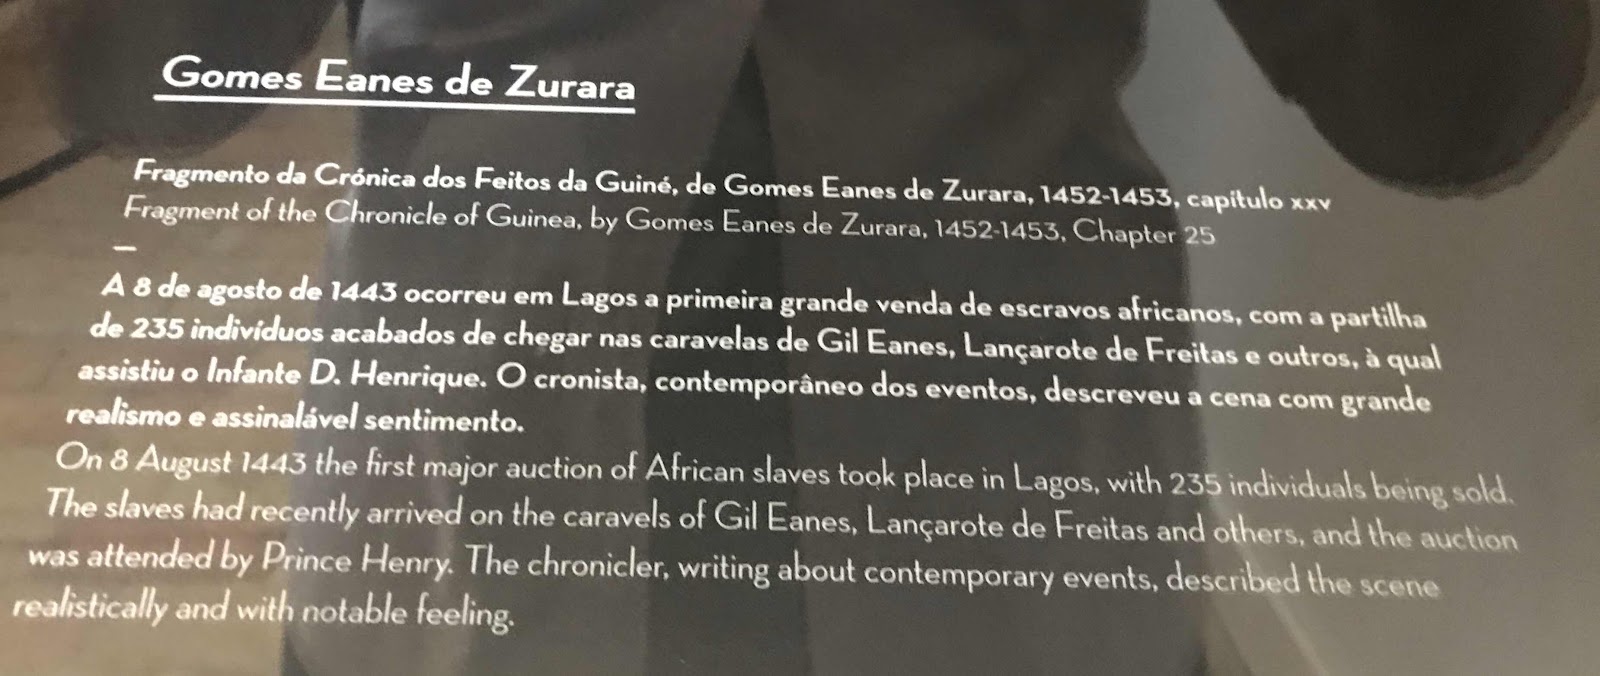 Gomes Eanes de Zurara
Fragmento da Crónica dos Feitos da Guiné, de Gomes Eanes de Zurara, 1452-1453, capítulo xxv
Fragment of the Chronicle of Guinea, by Gomes Eanes de Zurara, 1452-1453, Chapter 25
–
A 8 de agosto de 1443 ocorreu em Lagos a primeira grande venda de escravos africanos, com a partilha
de 235 indivíduos acabados de chegar nas caravelas de Gil Eanes, Lançarote de Freitas e outros, à qual
assistiu o Infante D. Henrique. O cronista, contemporâneo dos eventos, descreveu a cena com grande
realismo e assinalável sentimento.
On 8 August 1443 the first major auction of African slaves took place in Lagos, with 235 individuals being sold.
The slaves had recently arrived on the caravels of Gil Eanes, Lançarote de Freitas and others, and the auction
was attended by Prince Henry. The chronicler, writing about contemporary events, described the scene
realistically and with notable feeling.